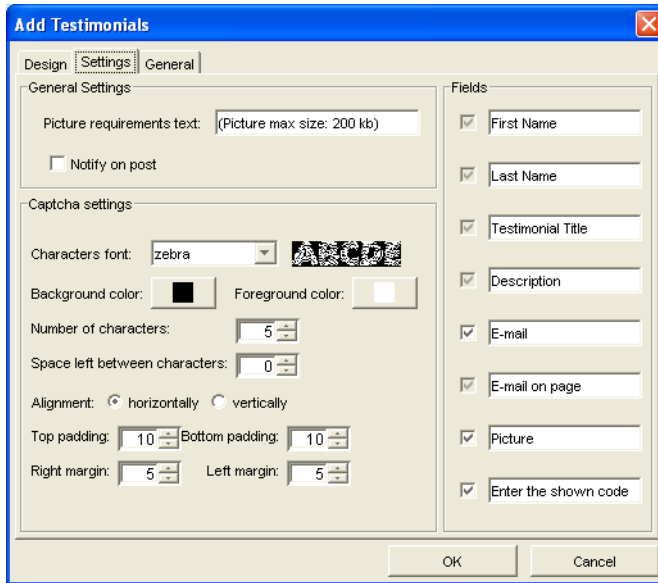 Add Testimonials
Design Settings General
General Settings
Picture requirements text: (Picture max size: 200 kb)
Notify on post
Captcha settings
Characters font: zebra ABCDE
Background color: Foreground color:
Number of characters: 5
Space left between characters: 0
Alignment: horizontally vertically
Top padding: 10 Bottom padding: 10
Right margin: 5 Left margin: 5
Fields
First Name
Last Name
Testimonial Title
Description
E-mail
E-mail on page
Picture
Enter the shown code
OK Cancel